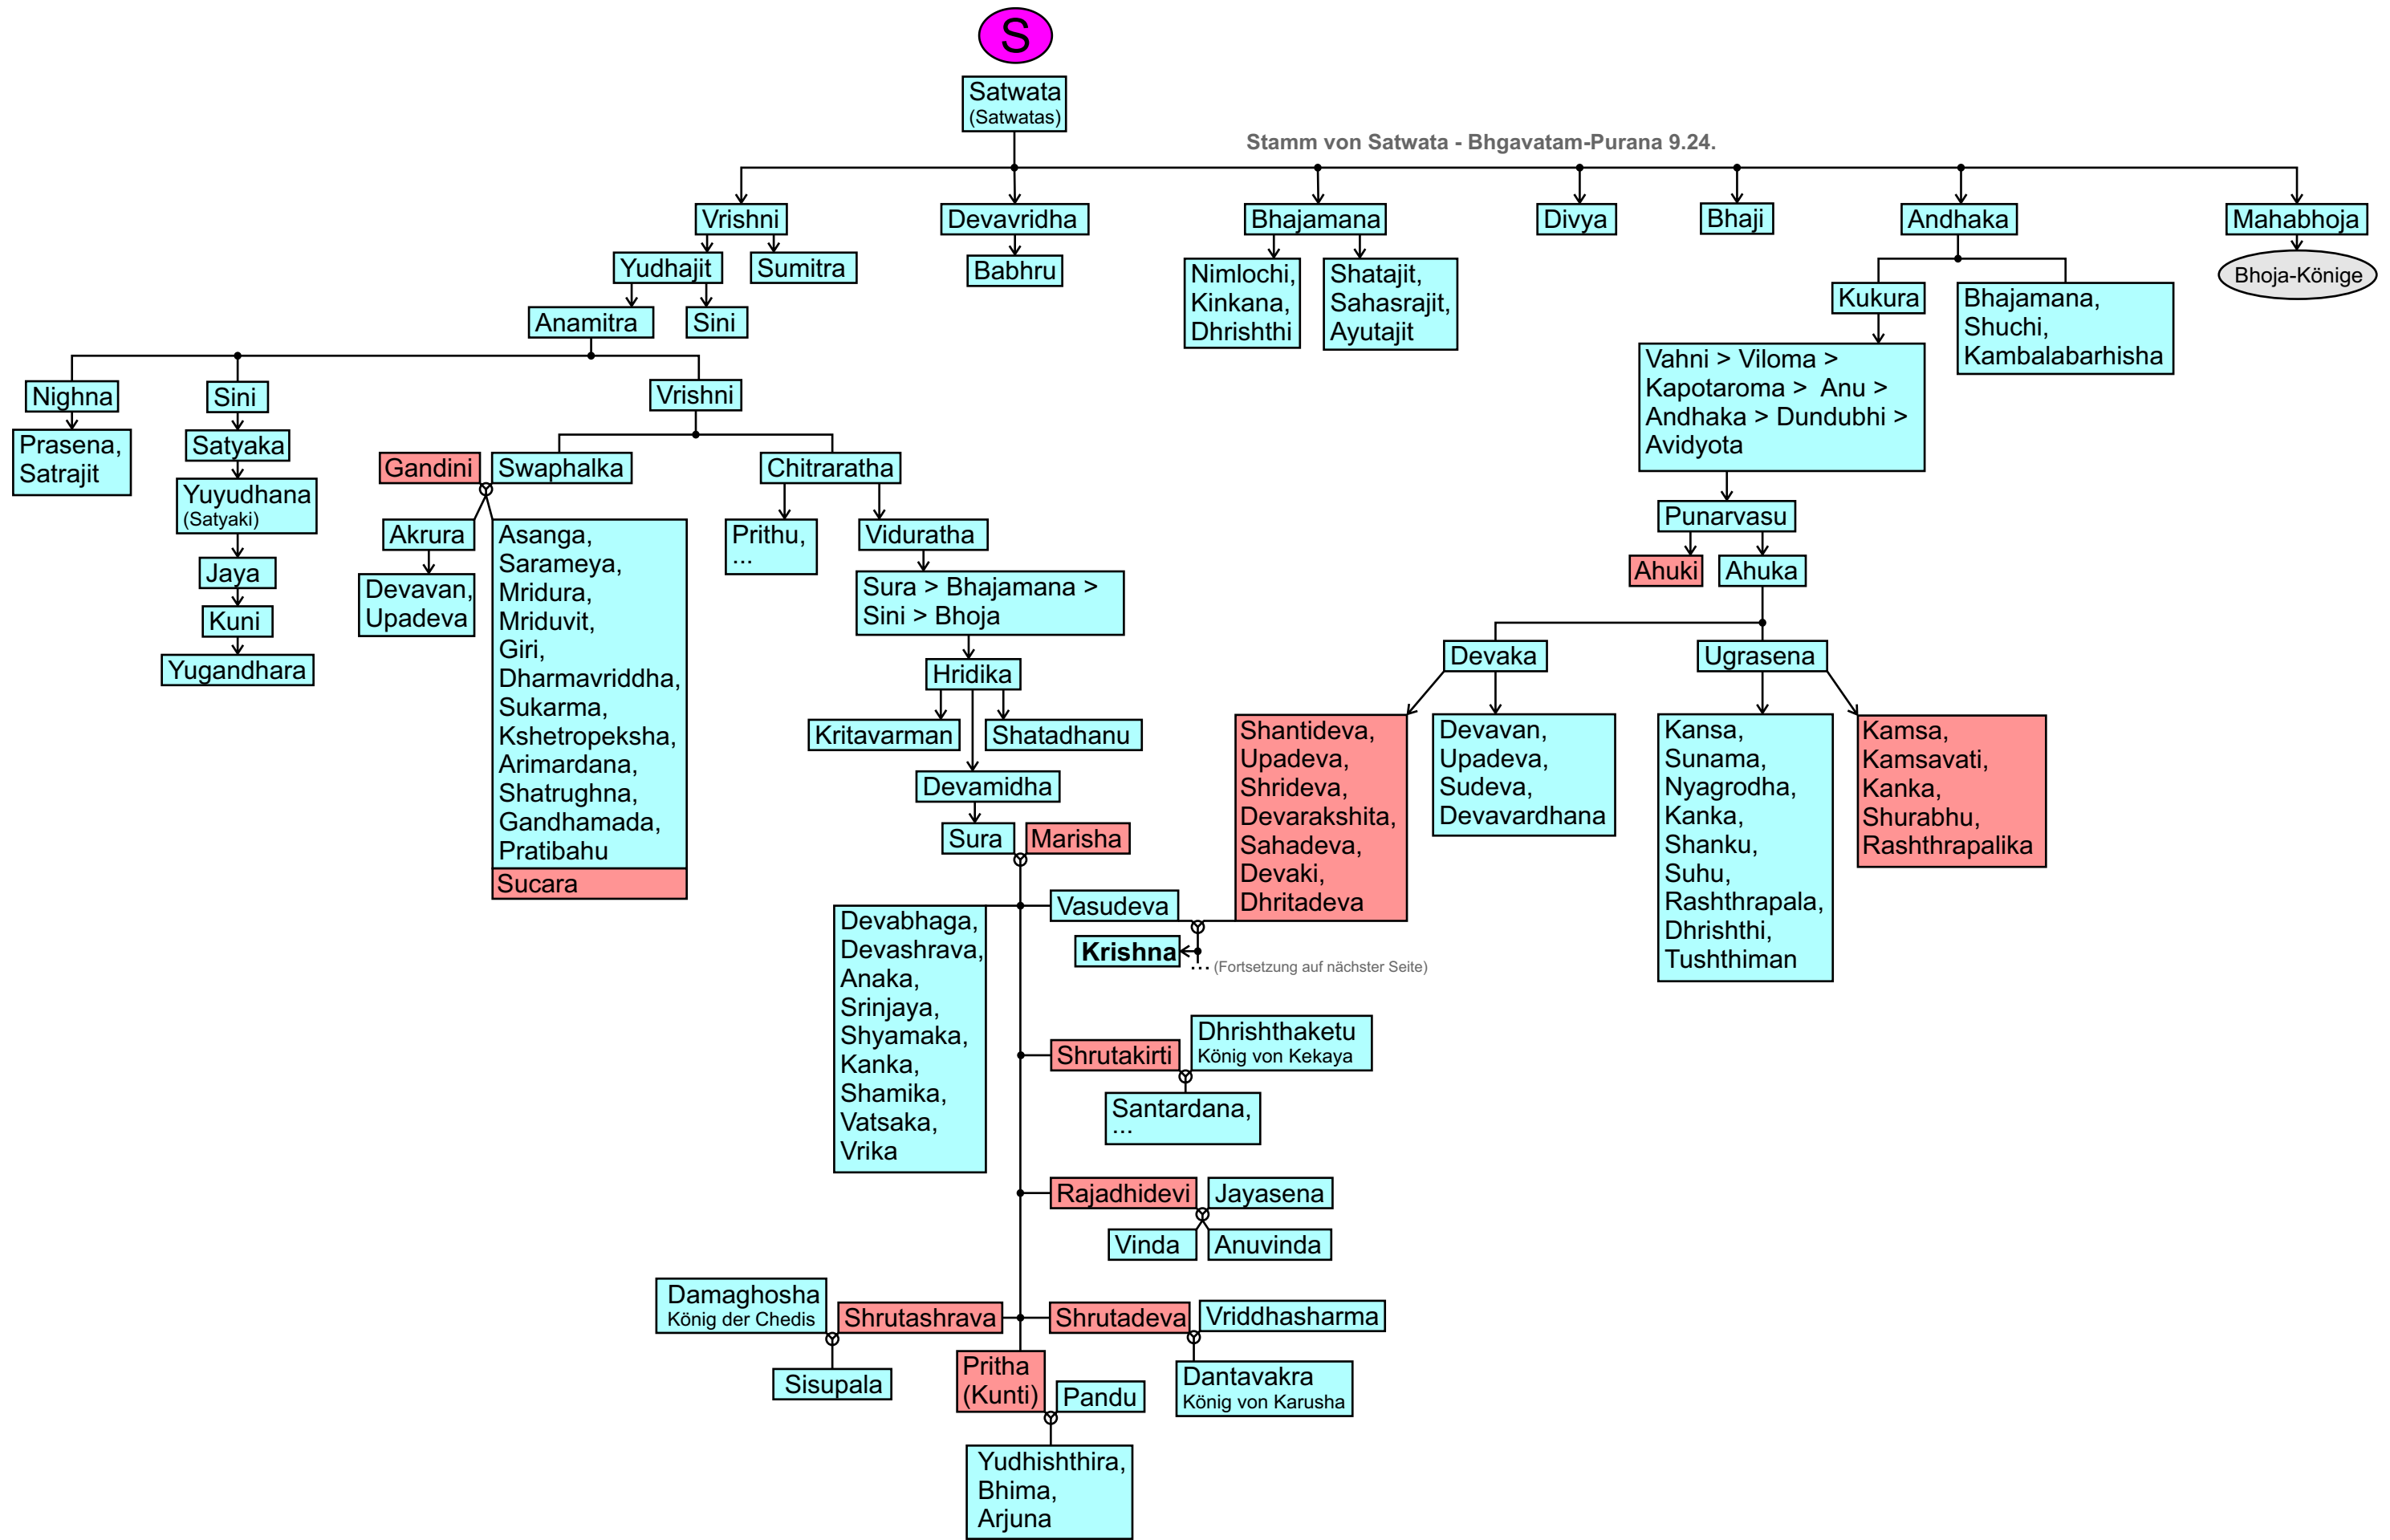 S
Satwata
(Satwatas)
Stamm von Satwata - Bhgavatam-Purana 9.24.
Vrishni
Devavridha
Bhajamana
Divya
Bhaji
Andhaka
Mahabhoja
Yudhajit
Sumitra
Babhru
Nimlochi,
Kinkana,
Dhrishthi
Shatajit,
Sahasrajit,
Ayutajit
Kukura
Bhajamana,
Shuchi,
Kambalabarhisha
Bhoja-Könige
Anamitra
Sini
Vahni > Viloma >
Kapotaroma > Anu >
Andhaka > Dundubhi >
Avidyota
Nighna
Sini
Vrishni
Prasena,
Satrajit
Satyaka
Gandini
Swaphalka
Chitraratha
Yuyudhana
(Satyaki)
Punarvasu
Akrura
Asanga,
Sarameya,
Mridura,
Mriduvit,
Giri,
Dharmavriddha,
Sukarma,
Kshetropeksha,
Arimardana,
Shatrughna,
Gandhamada,
Pratibahu
Sucara
Prithu,
...
Viduratha
Jaya
Devavan,
Upadeva
Sura > Bhajamana >
Sini > Bhoja
Ahuki
Ahuka
Kuni
Yugandhara
Hridika
Devaka
Ugrasena
Kritavarman
Shatadhanu
Shantideva,
Upadeva,
Shrideva,
Devarakshita,
Sahadeva,
Devaki,
Dhritadeva
Devavan,
Upadeva,
Sudeva,
Devavardhana
Kansa,
Sunama,
Nyagrodha,
Kanka,
Shanku,
Suhu,
Rashthrapala,
Dhrishthi,
Tushthiman
Kamsa,
Kamsavati,
Kanka,
Shurabhu,
Rashthrapalika
Devamidha
Sura
Marisha
Devabhaga,
Devashrava,
Anaka,
Srinjaya,
Shyamaka,
Kanka,
Shamika,
Vatsaka,
Vrika
Vasudeva
Krishna
... (Fortsetzung auf nächster Seite)
Shrutakirti
Dhrishthaketu
König von Kekaya
Santardana,
...
Rajadhidevi
Jayasena
Vinda
Anuvinda
Damaghosha
König der Chedis
Shrutashrava
Shrutadeva
Vriddhasharma
Sisupala
Pritha
(Kunti)
Pandu
Dantavakra
König von Karusha
Yudhishthira,
Bhima,
Arjuna